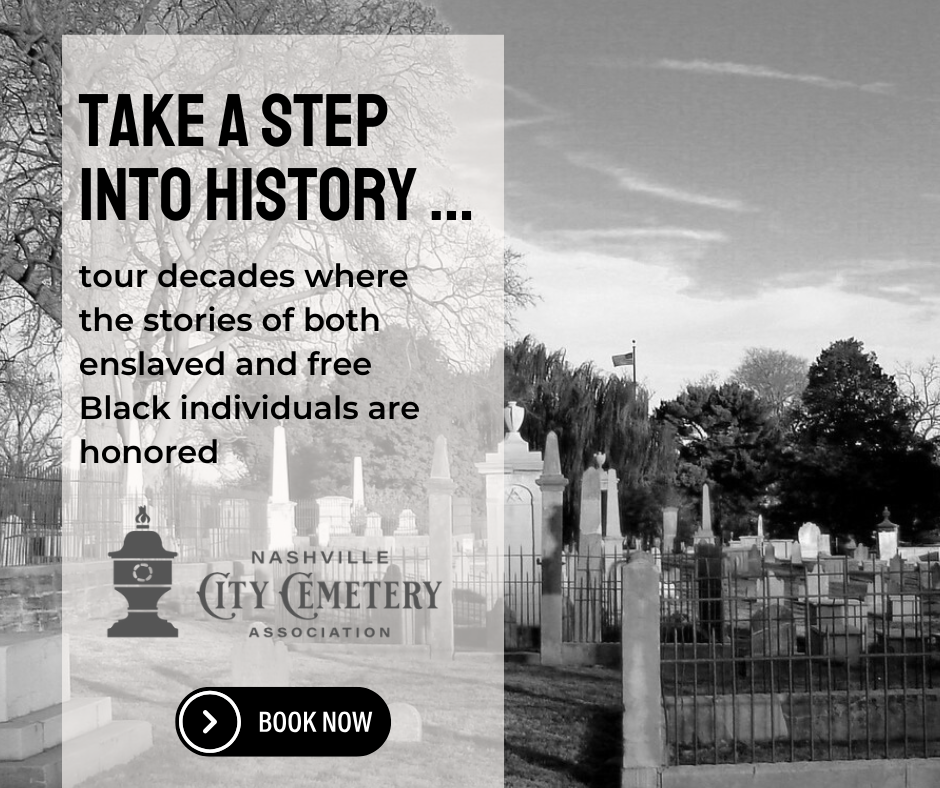 TAKE A STEP
INTO HISTORY ...
tour decades where
the stories of both
enslaved and free
Black individuals are
honored
NASHVILLE
CITY CEMETERY
ASSOCIATION
BOOK NOW